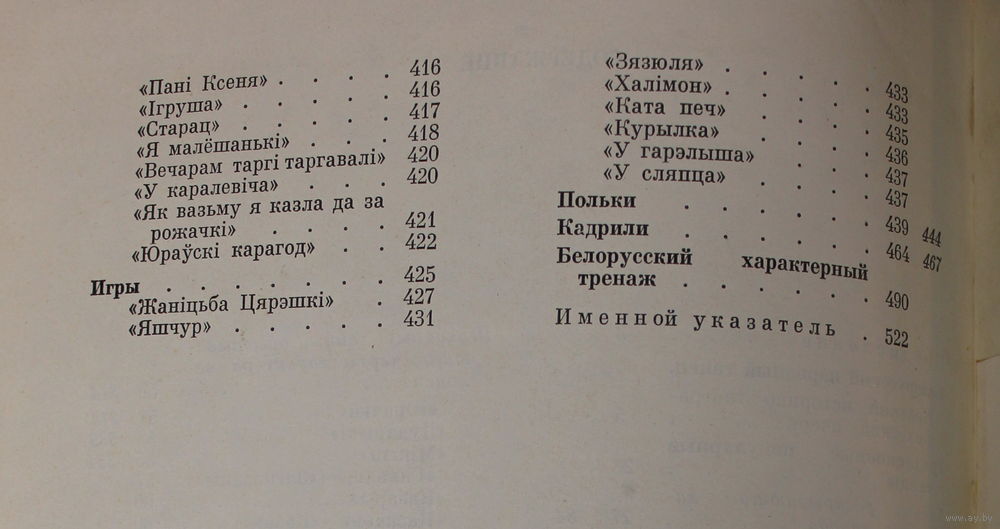 «Пані Ксеня» . . . . 416
«Ігруша» . . . . . 416
«Старац» . . . . . 417
«Я малёшанькі» . . . . 418
«Вечарам таргі таргавалі» 420
«У каралевіча» . . . 420
«Як вазьму я казла да за
рожачкі» . . . . 421
«Юраўскі карагод» . . 422
Игры . . . . . . . 425
«Жаніцьба Цярэшкі» . 427
«Яшчур» . . . . . 431
«Зязюля» . . . . 433
«Халімон» . . . . 433
«Ката печ» . . . . 435
«Курылка» . . . . 436
«У гарэлыша» . . . 437
«У сляпца» . . . . 437
Польки . . . . . . 439 444
Кадрили . . . . . . 464 467
Белорусский характерный
тренаж . . . . . . 490
Именной указатель . 522
www.ay.by